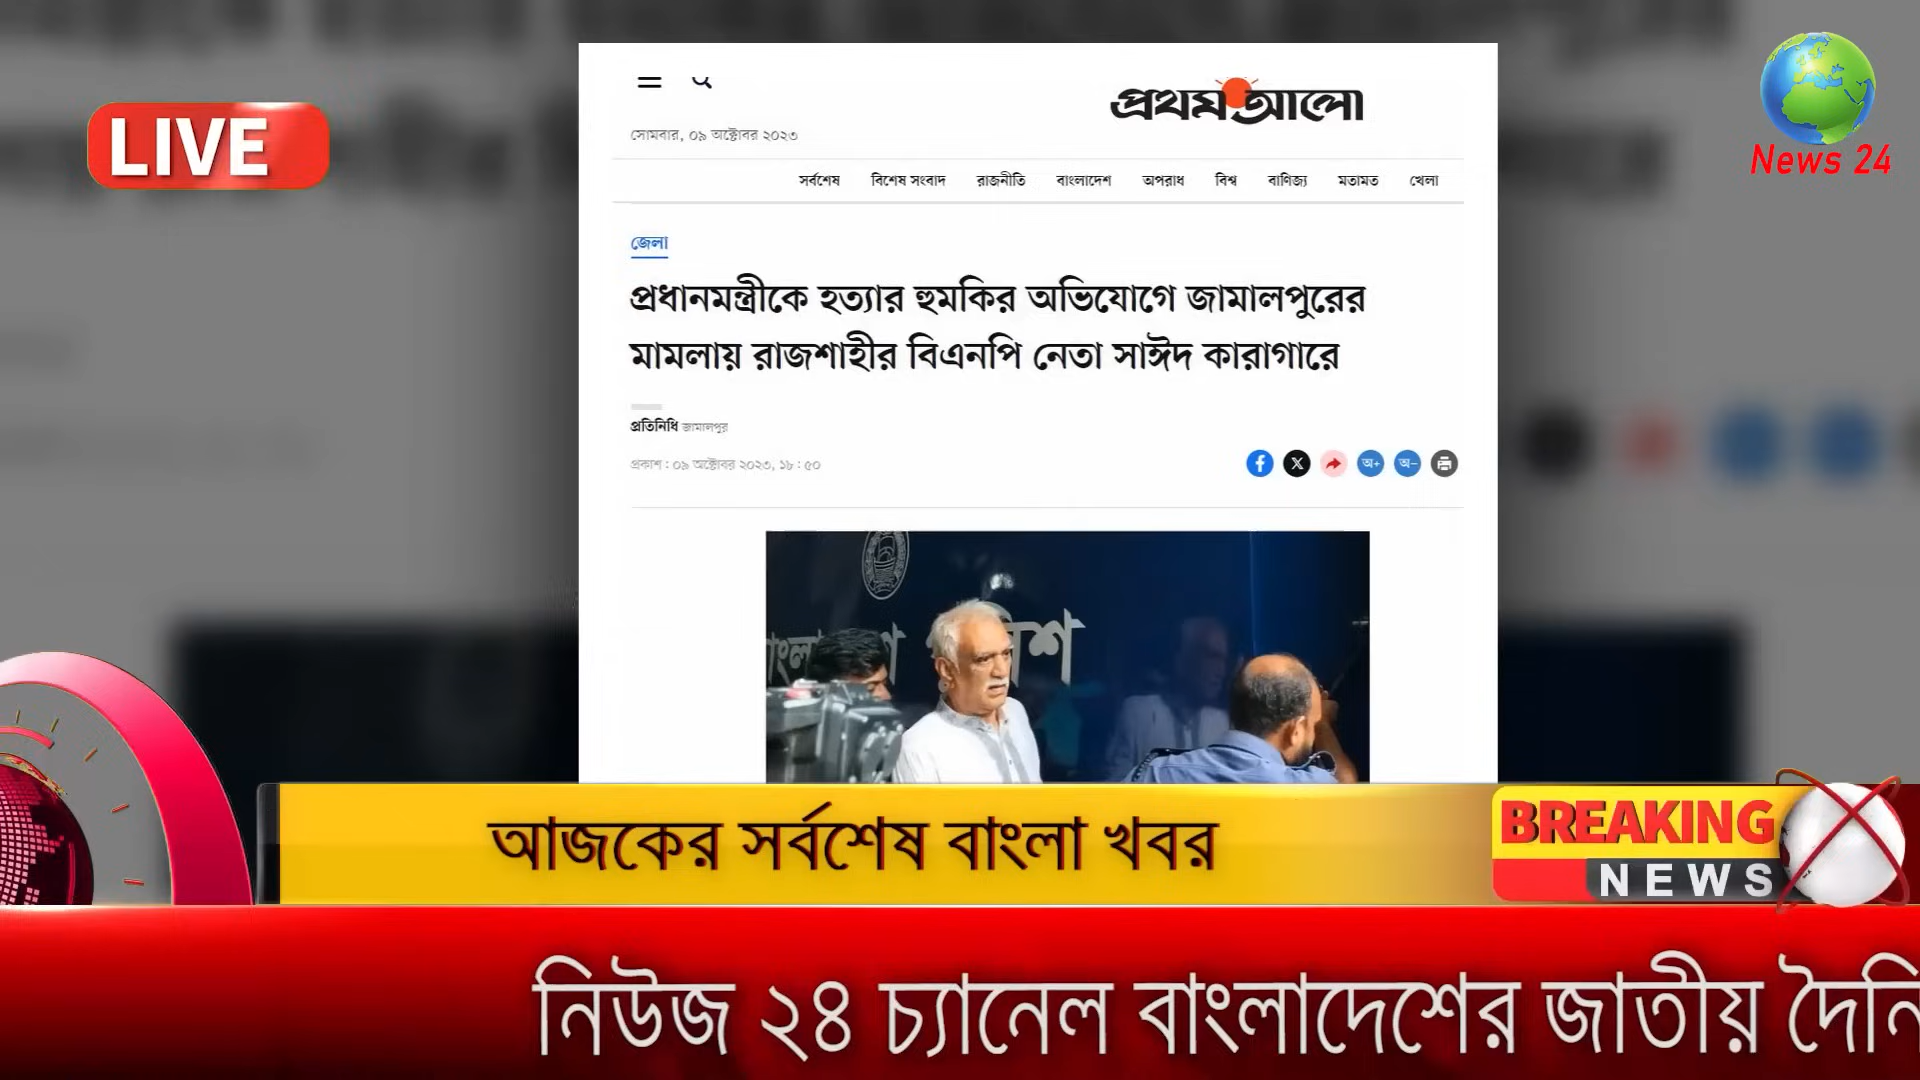 LIVE
প্রথম আলো
News 24
সোমবার, ০৯ অক্টোবর ২০২৩
সর্বশেষ বিশেষ সংবাদ রাজনীতি বাংলাদেশ অপরাধ বিশ্ব বাণিজ্য মতামত খেলা
জেলা
প্রধানমন্ত্রীকে হত্যার হুমকির অভিযোগে জামালপুরের
মামলায় রাজশাহীর বিএনপি নেতা সাঈদ কারাগারে
প্রতিনিধি জামালপুর
প্রকাশ : ০৯ অক্টোবর ২০২৩, ১৮ : ৫০
অ+ অ−
আজকের সর্বশেষ বাংলা খবর
BREAKING
NEWS
নিউজ ২৪ চ্যানেল বাংলাদেশের জাতীয় দৈনি